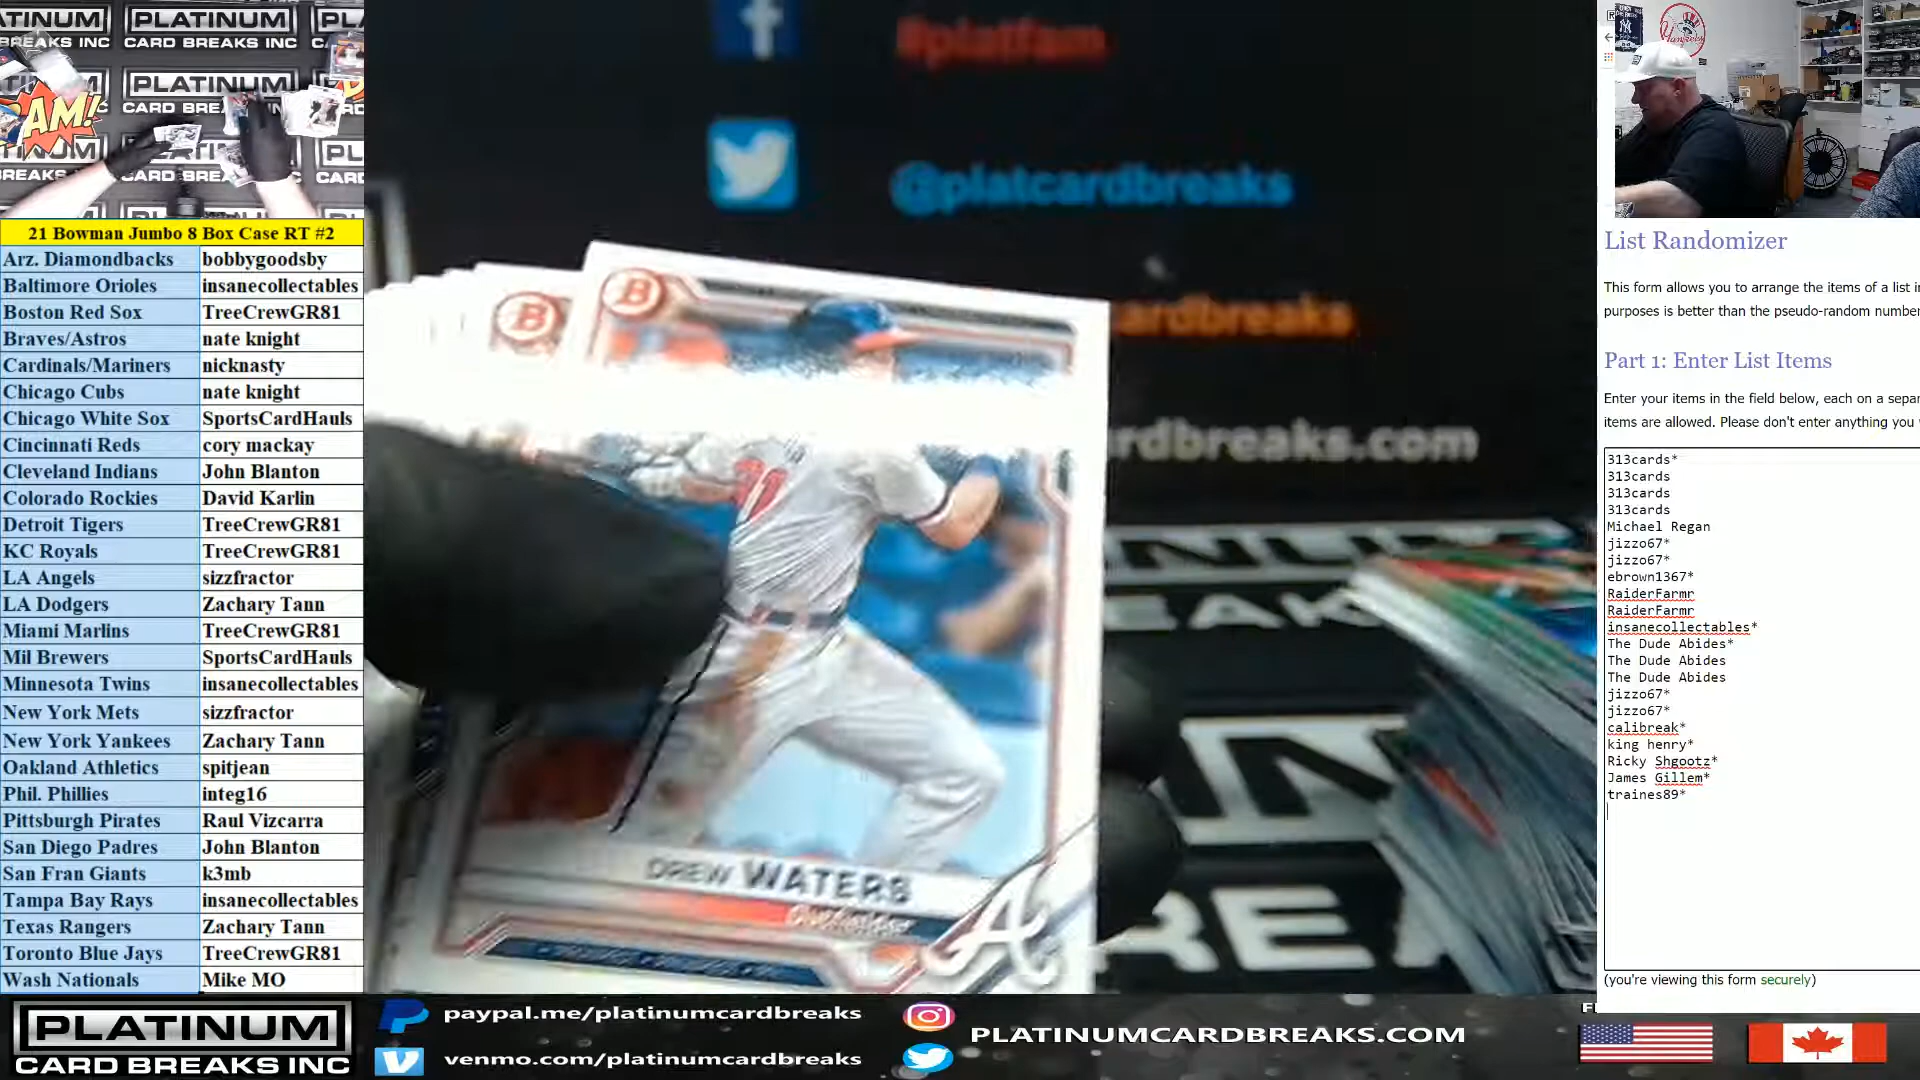 PLATINUM
CARD BREAKS INC
AM!
@platfam
@platcardbreaks
cardbreaks
rdbreaks.com
DREW WATERS
Outfielder
21 Bowman Jumbo 8 Box Case RT #2
Arz. Diamondbacks bobbygoodsby
Baltimore Orioles insanecollectables
Boston Red Sox TreeCrewGR81
Braves/Astros nate knight
Cardinals/Mariners nicknasty
Chicago Cubs nate knight
Chicago White Sox SportsCardHauls
Cincinnati Reds cory mackay
Cleveland Indians John Blanton
Colorado Rockies David Karlin
Detroit Tigers TreeCrewGR81
KC Royals TreeCrewGR81
LA Angels sizzfractor
LA Dodgers Zachary Tann
Miami Marlins TreeCrewGR81
Mil Brewers SportsCardHauls
Minnesota Twins insanecollectables
New York Mets sizzfractor
New York Yankees Zachary Tann
Oakland Athletics spitjean
Phil. Phillies integ16
Pittsburgh Pirates Raul Vizcarra
San Diego Padres John Blanton
San Fran Giants k3mb
Tampa Bay Rays insanecollectables
Texas Rangers Zachary Tann
Toronto Blue Jays TreeCrewGR81
Wash Nationals Mike MO
List Randomizer
This form allows you to arrange the items of a list i
purposes is better than the pseudo-random number
Part 1: Enter List Items
Enter your items in the field below, each on a sepa
items are allowed. Please don't enter anything you
313cards*
313cards
313cards
313cards
Michael Regan
jizzo67*
jizzo67*
ebrown1367*
RaiderFarmr
RaiderFarmr
insanecollectables*
The Dude Abides*
The Dude Abides
The Dude Abides
jizzo67*
jizzo67*
calibreak*
king henry*
Ricky Shgootz*
James Gillem*
traines89*
(you're viewing this form securely)
PLATINUM
CARD BREAKS INC
paypal.me/platinumcardbreaks
venmo.com/platinumcardbreaks
PLATINUMCARDBREAKS.COM